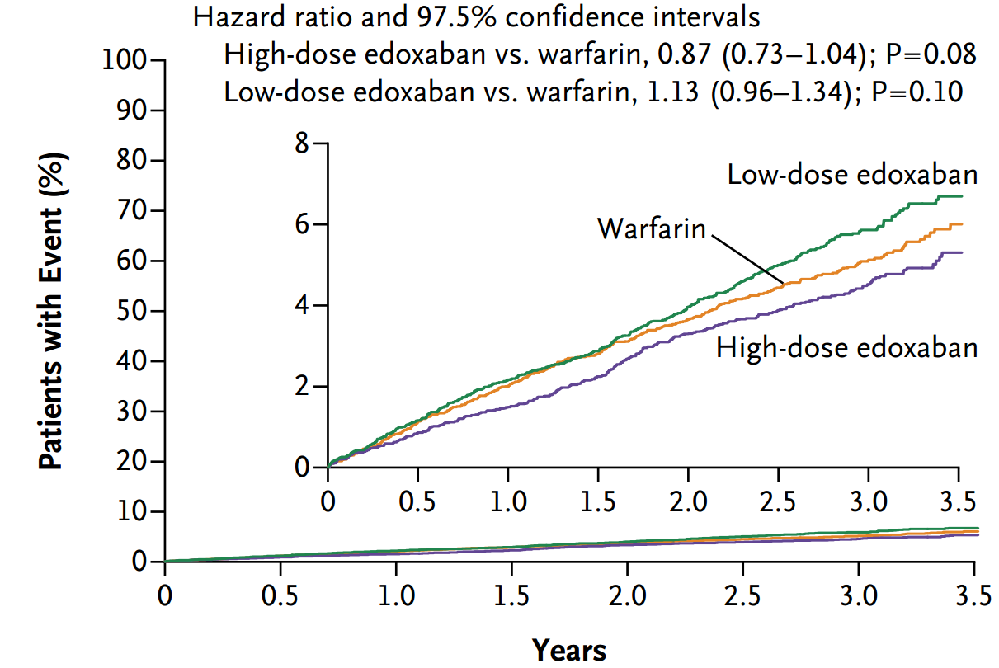 Hazard ratio and 97.5% confidence intervals
High-dose edoxaban vs. warfarin, 0.87 (0.73–1.04); P=0.08
Low-dose edoxaban vs. warfarin, 1.13 (0.96–1.34); P=0.10
Patients with Event (%)
100
90
80
70
60
50
40
30
20
10
0
8
6
4
2
0
Low-dose edoxaban
Warfarin
High-dose edoxaban
0 0.5 1.0 1.5 2.0 2.5 3.0 3.5
0 0.5 1.0 1.5 2.0 2.5 3.0 3.5
Years